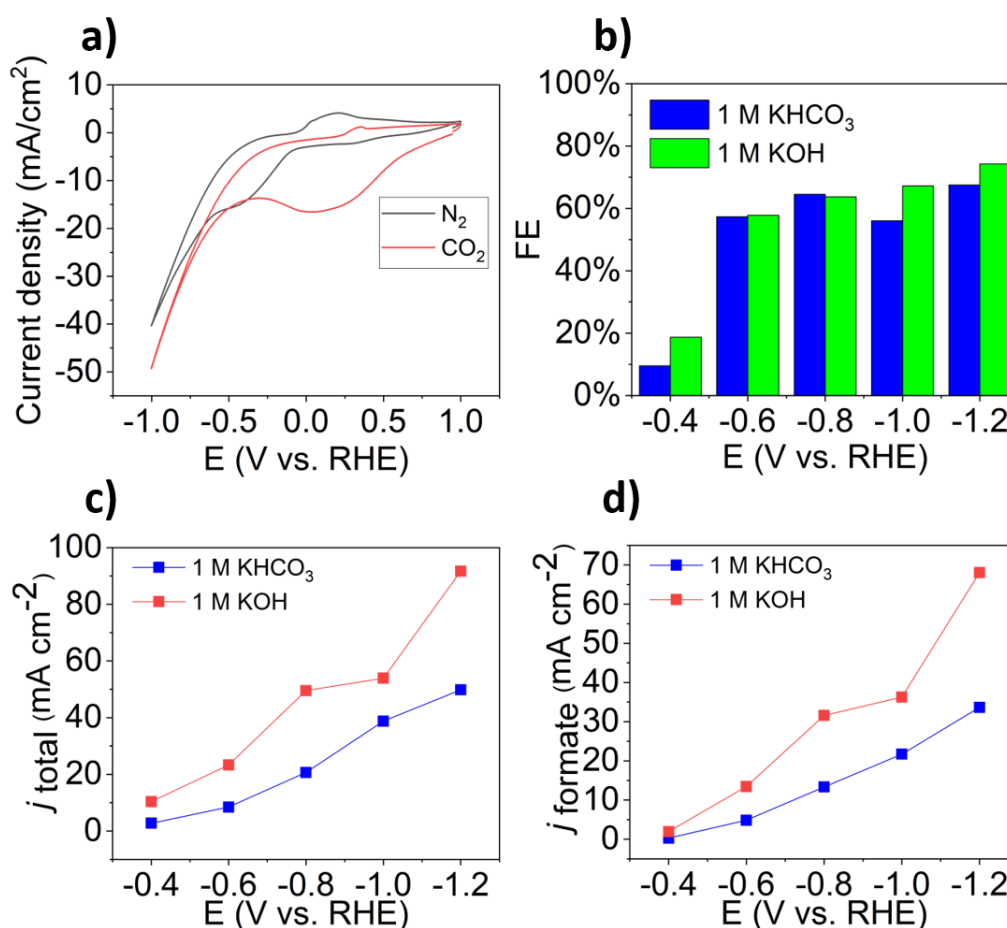 a)
Current density (mA/cm²)
10
0
-10
-20
-30
-40
-50
N₂
CO₂
-1.0 -0.5 0.0 0.5 1.0
E (V vs. RHE)
b)
FE
100%
80%
60%
40%
20%
0%
1 M KHCO₃
1 M KOH
-0.4 -0.6 -0.8 -1.0 -1.2
E (V vs. RHE)
c)
j total (mA cm⁻²)
100
80
60
40
20
0
1 M KHCO₃
1 M KOH
-0.4 -0.6 -0.8 -1.0 -1.2
E (V vs. RHE)
d)
j formate (mA cm⁻²)
70
60
50
40
30
20
10
0
1 M KHCO₃
1 M KOH
-0.4 -0.6 -0.8 -1.0 -1.2
E (V vs. RHE)